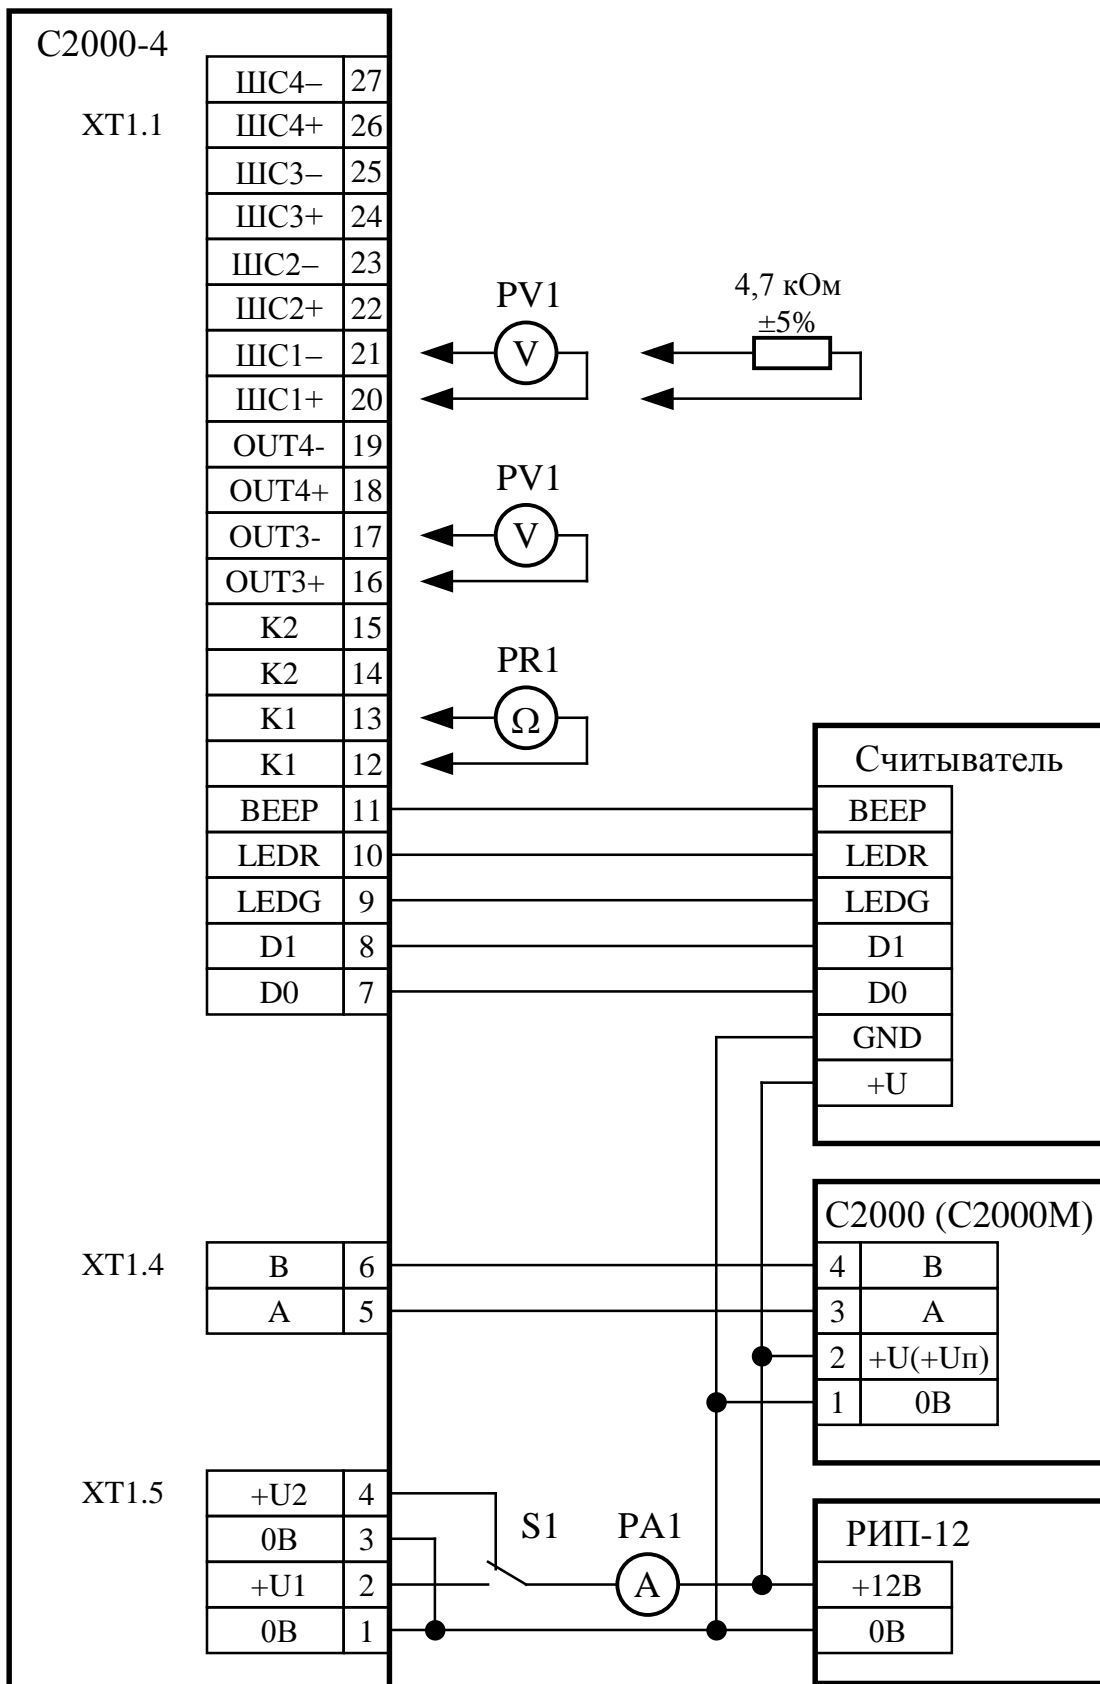 С2000-4
XT1.1
ШС4– 27
ШС4+ 26
ШС3– 25
ШС3+ 24
ШС2– 23
ШС2+ 22
ШС1– 21
ШС1+ 20
OUT4- 19
OUT4+ 18
OUT3- 17
OUT3+ 16
K2 15
K2 14
K1 13
K1 12
BEEP 11
LEDR 10
LEDG 9
D1 8
D0 7
PV1
V
4,7 кОм
±5%
PV1
V
PR1
Ω
Считыватель
BEEP
LEDR
LEDG
D1
D0
GND
+U
XT1.4
B 6
A 5
С2000 (С2000М)
4 B
3 A
2 +U(+Uп)
1 0В
XT1.5
+U2 4
0В 3
+U1 2
0В 1
S1
PA1
A
РИП-12
+12В
0В